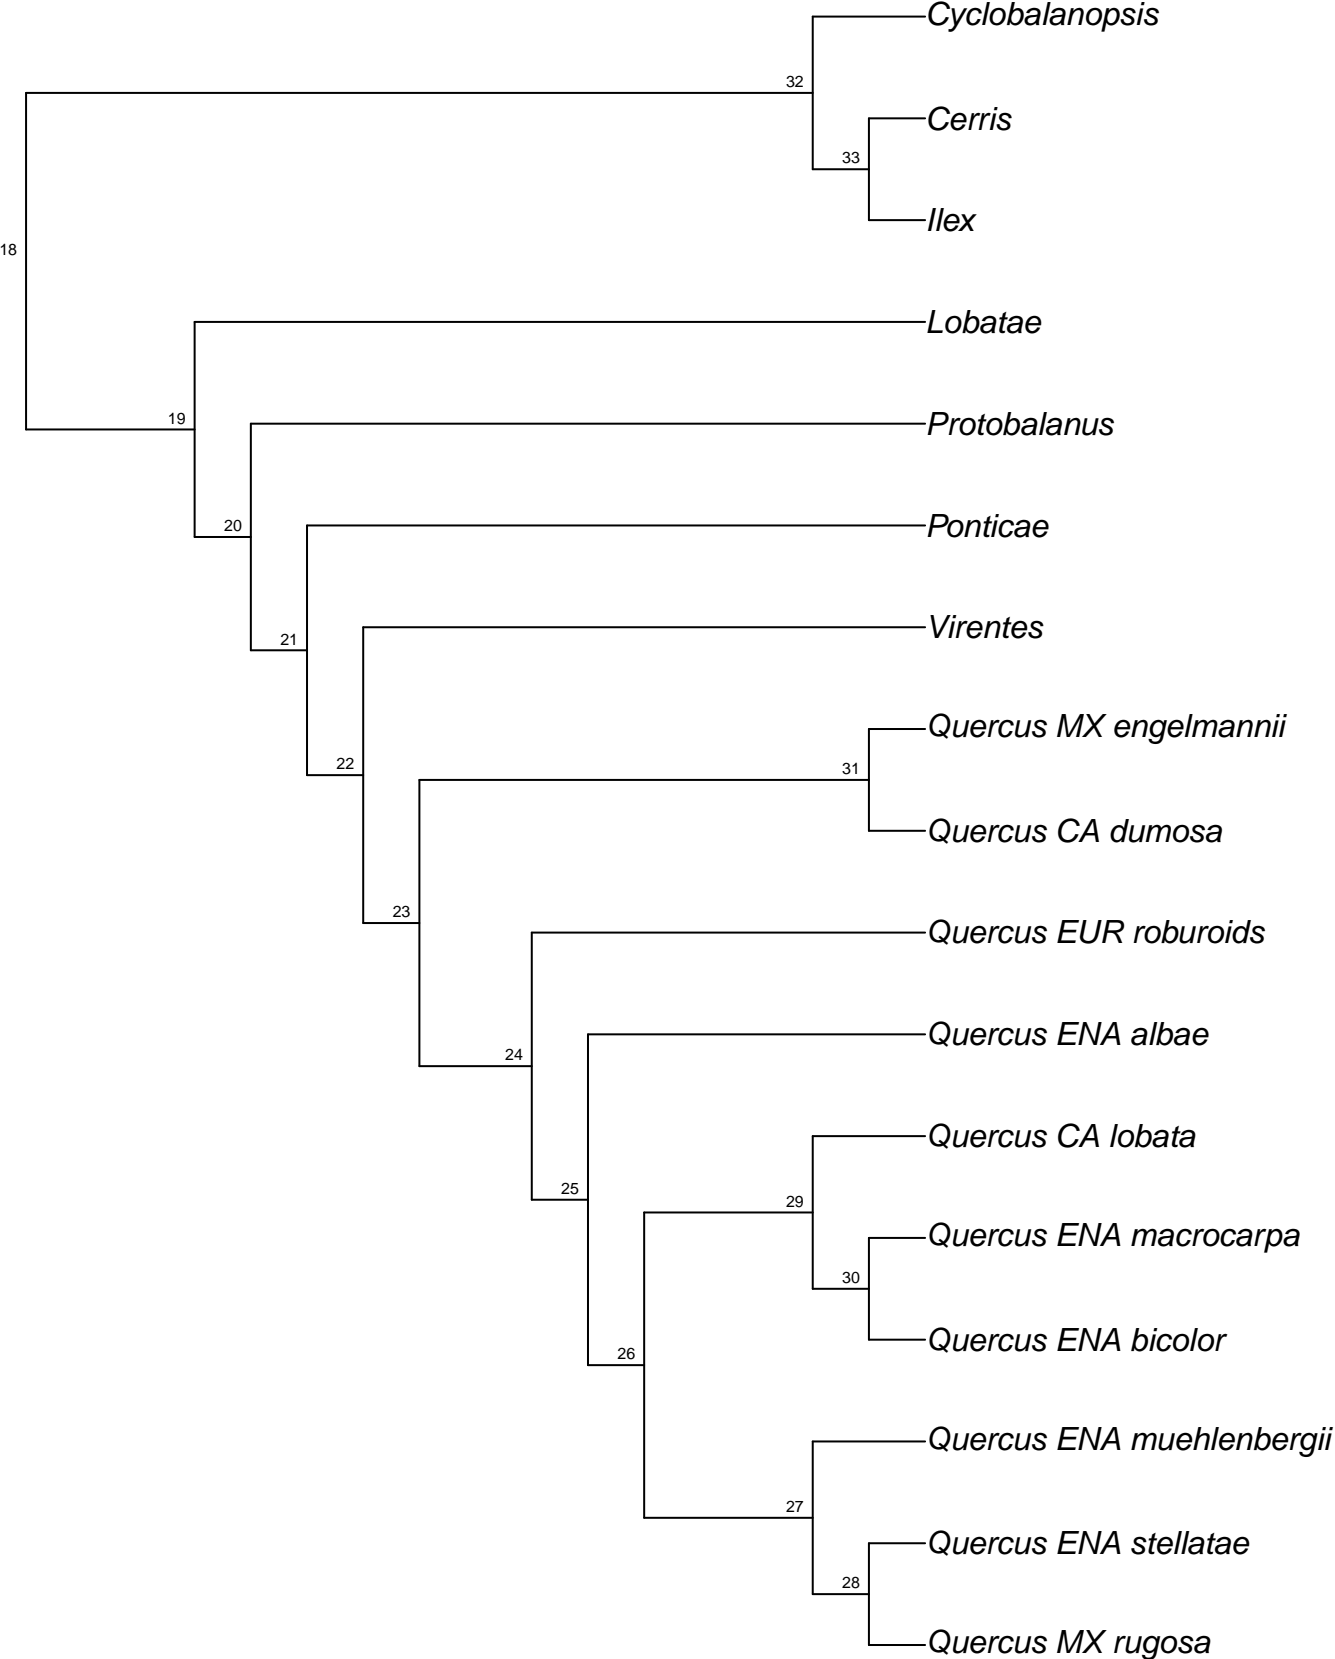 Cyclobalanopsis
32
Cerris
33
Ilex
18
Lobatae
19
Protobalanus
20
Ponticae
21
Virentes
22
Quercus MX engelmannii
31
Quercus CA dumosa
23
Quercus EUR roburoids
Quercus ENA albae
24
Quercus CA lobata
25
29
Quercus ENA macrocarpa
30
Quercus ENA bicolor
26
Quercus ENA muehlenbergii
27
Quercus ENA stellatae
28
Quercus MX rugosa